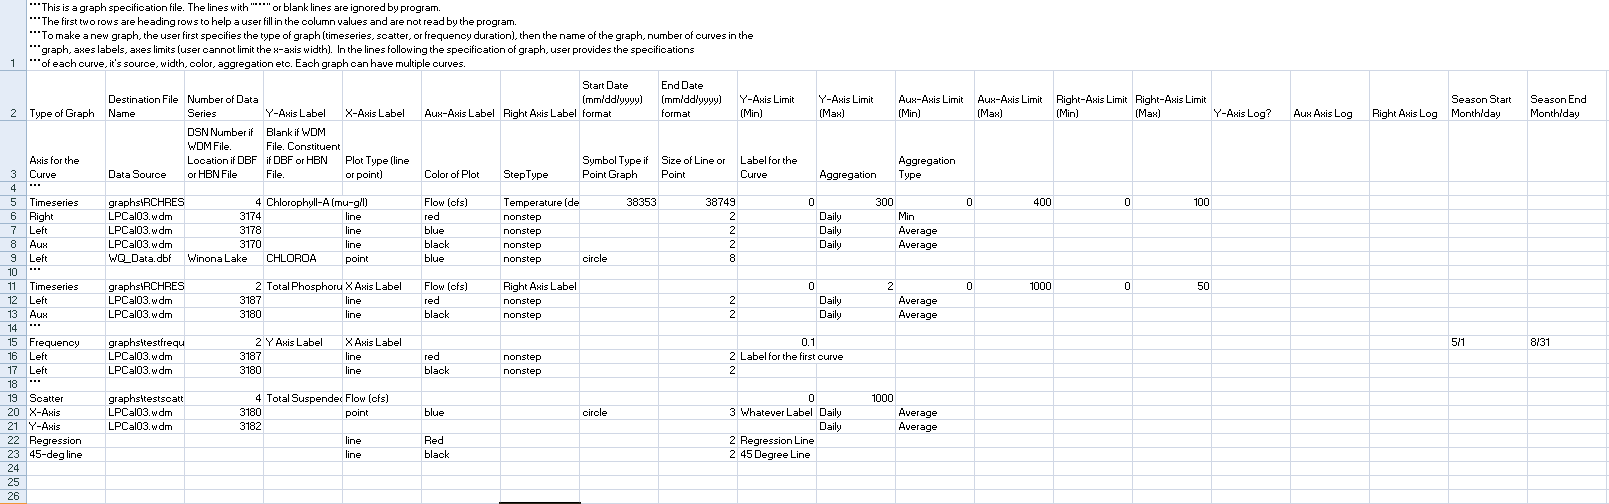 """This is a graph specification file. The lines with """"" or blank lines are ignored by program.
"""The first two rows are heading rows to help a user fill in the column values and are not read by the program.
"""To make a new graph, the user first specifies the type of graph (timeseries, scatter, or frequency duration), then the name of the graph, number of curves in the
"""graph, axes labels, axes limits (user cannot limit the x-axis width). In the lines following the specification of graph, user provides the specifications
1 """of each curve, it's source, width, color, aggregation etc. Each graph can have multiple curves.
2 Type of Graph Destination File Name Number of Data Series Y-Axis Label X-Axis Label Aux-Axis Label Right Axis Label Start Date (mm/dd/yyyy) format End Date (mm/dd/yyyy) format Y-Axis Limit (Min) Y-Axis Limit (Max) Aux-Axis Limit (Min) Aux-Axis Limit (Max) Right-Axis Limit (Min) Right-Axis Limit (Max) Y-Axis Log? Aux Axis Log Right Axis Log Season Start Month/day Season End Month/day
3 Axis for the Curve Data Source DSN Number if WDM File. Location if DBF or HBN File Blank if WDM File. Constituent if DBF or HBN File. Plot Type (line or point) Color of Plot StepType Symbol Type if Point Graph Size of Line or Point Label for the Curve Aggregation Aggregation Type
4 """
5 Timeseries graphs\RCHRES 4 Chlorophyll-A (mu-g/l) Flow (cfs) Temperature (de 38353 38749 0 300 0 400 0 100
6 Right LPCal03.wdm 3174 line red nonstep 2 Daily Min
7 Left LPCal03.wdm 3178 line blue nonstep 2 Daily Average
8 Aux LPCal03.wdm 3170 line black nonstep 2 Daily Average
9 Left WQ_Data.dbf Winona Lake CHLOROA point blue nonstep circle 8
10 """
11 Timeseries graphs\RCHRES 2 Total Phosphoru X Axis Label Flow (cfs) Right Axis Label 0 2 0 1000 0 50
12 Left LPCal03.wdm 3187 line red nonstep 2 Daily Average
13 Aux LPCal03.wdm 3180 line black nonstep 2 Daily Average
14 """
15 Frequency graphs\testfrequ 2 Y Axis Label X Axis Label 0.1 5/1 8/31
16 Left LPCal03.wdm 3187 line red nonstep 2 Label for the first curve
17 Left LPCal03.wdm 3180 line black nonstep 2
18 """
19 Scatter graphs\testscatt 4 Total Suspended Flow (cfs) 0 1000
20 X-Axis LPCal03.wdm 3180 point blue circle 3 Whatever Label Daily Average
21 Y-Axis LPCal03.wdm 3182 Daily Average
22 Regression line Red 2 Regression Line
23 45-deg line line black 2 45 Degree Line
24
25
26